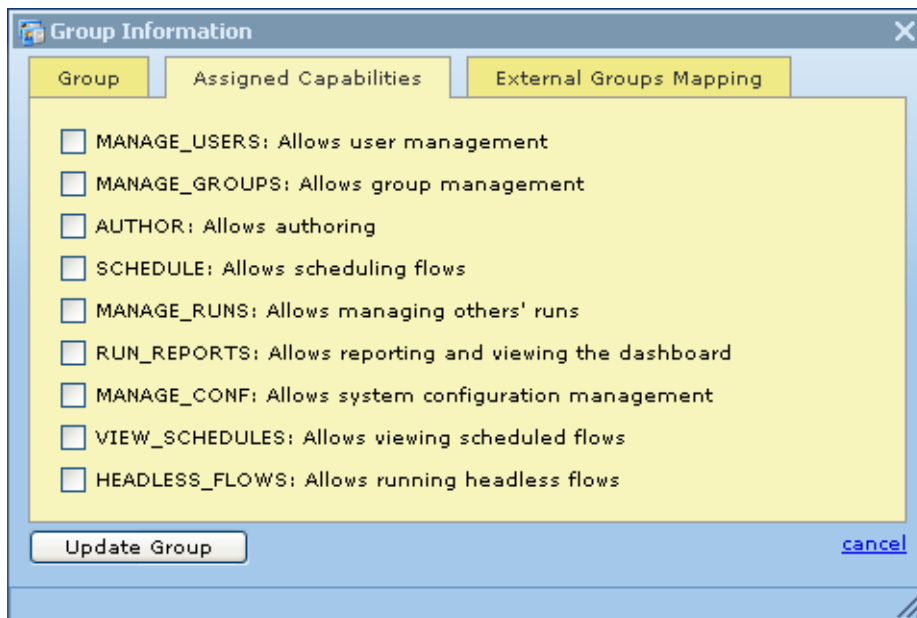 Group Information
Group
Assigned Capabilities
External Groups Mapping
MANAGE_USERS: Allows user management
MANAGE_GROUPS: Allows group management
AUTHOR: Allows authoring
SCHEDULE: Allows scheduling flows
MANAGE_RUNS: Allows managing others' runs
RUN_REPORTS: Allows reporting and viewing the dashboard
MANAGE_CONF: Allows system configuration management
VIEW_SCHEDULES: Allows viewing scheduled flows
HEADLESS_FLOWS: Allows running headless flows
Update Group
cancel